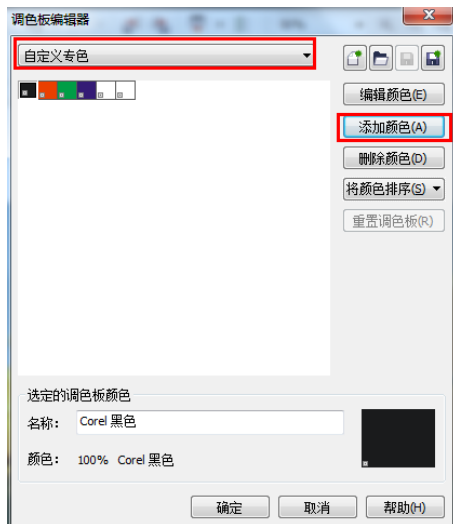 调色板编辑器
自定义专色
编辑颜色(E)
添加颜色(A)
删除颜色(D)
将颜色排序(S)
重置调色板(R)
选定的调色板颜色
名称： Corel 黑色
颜色： 100% Corel 黑色
确定 取消 帮助(H)